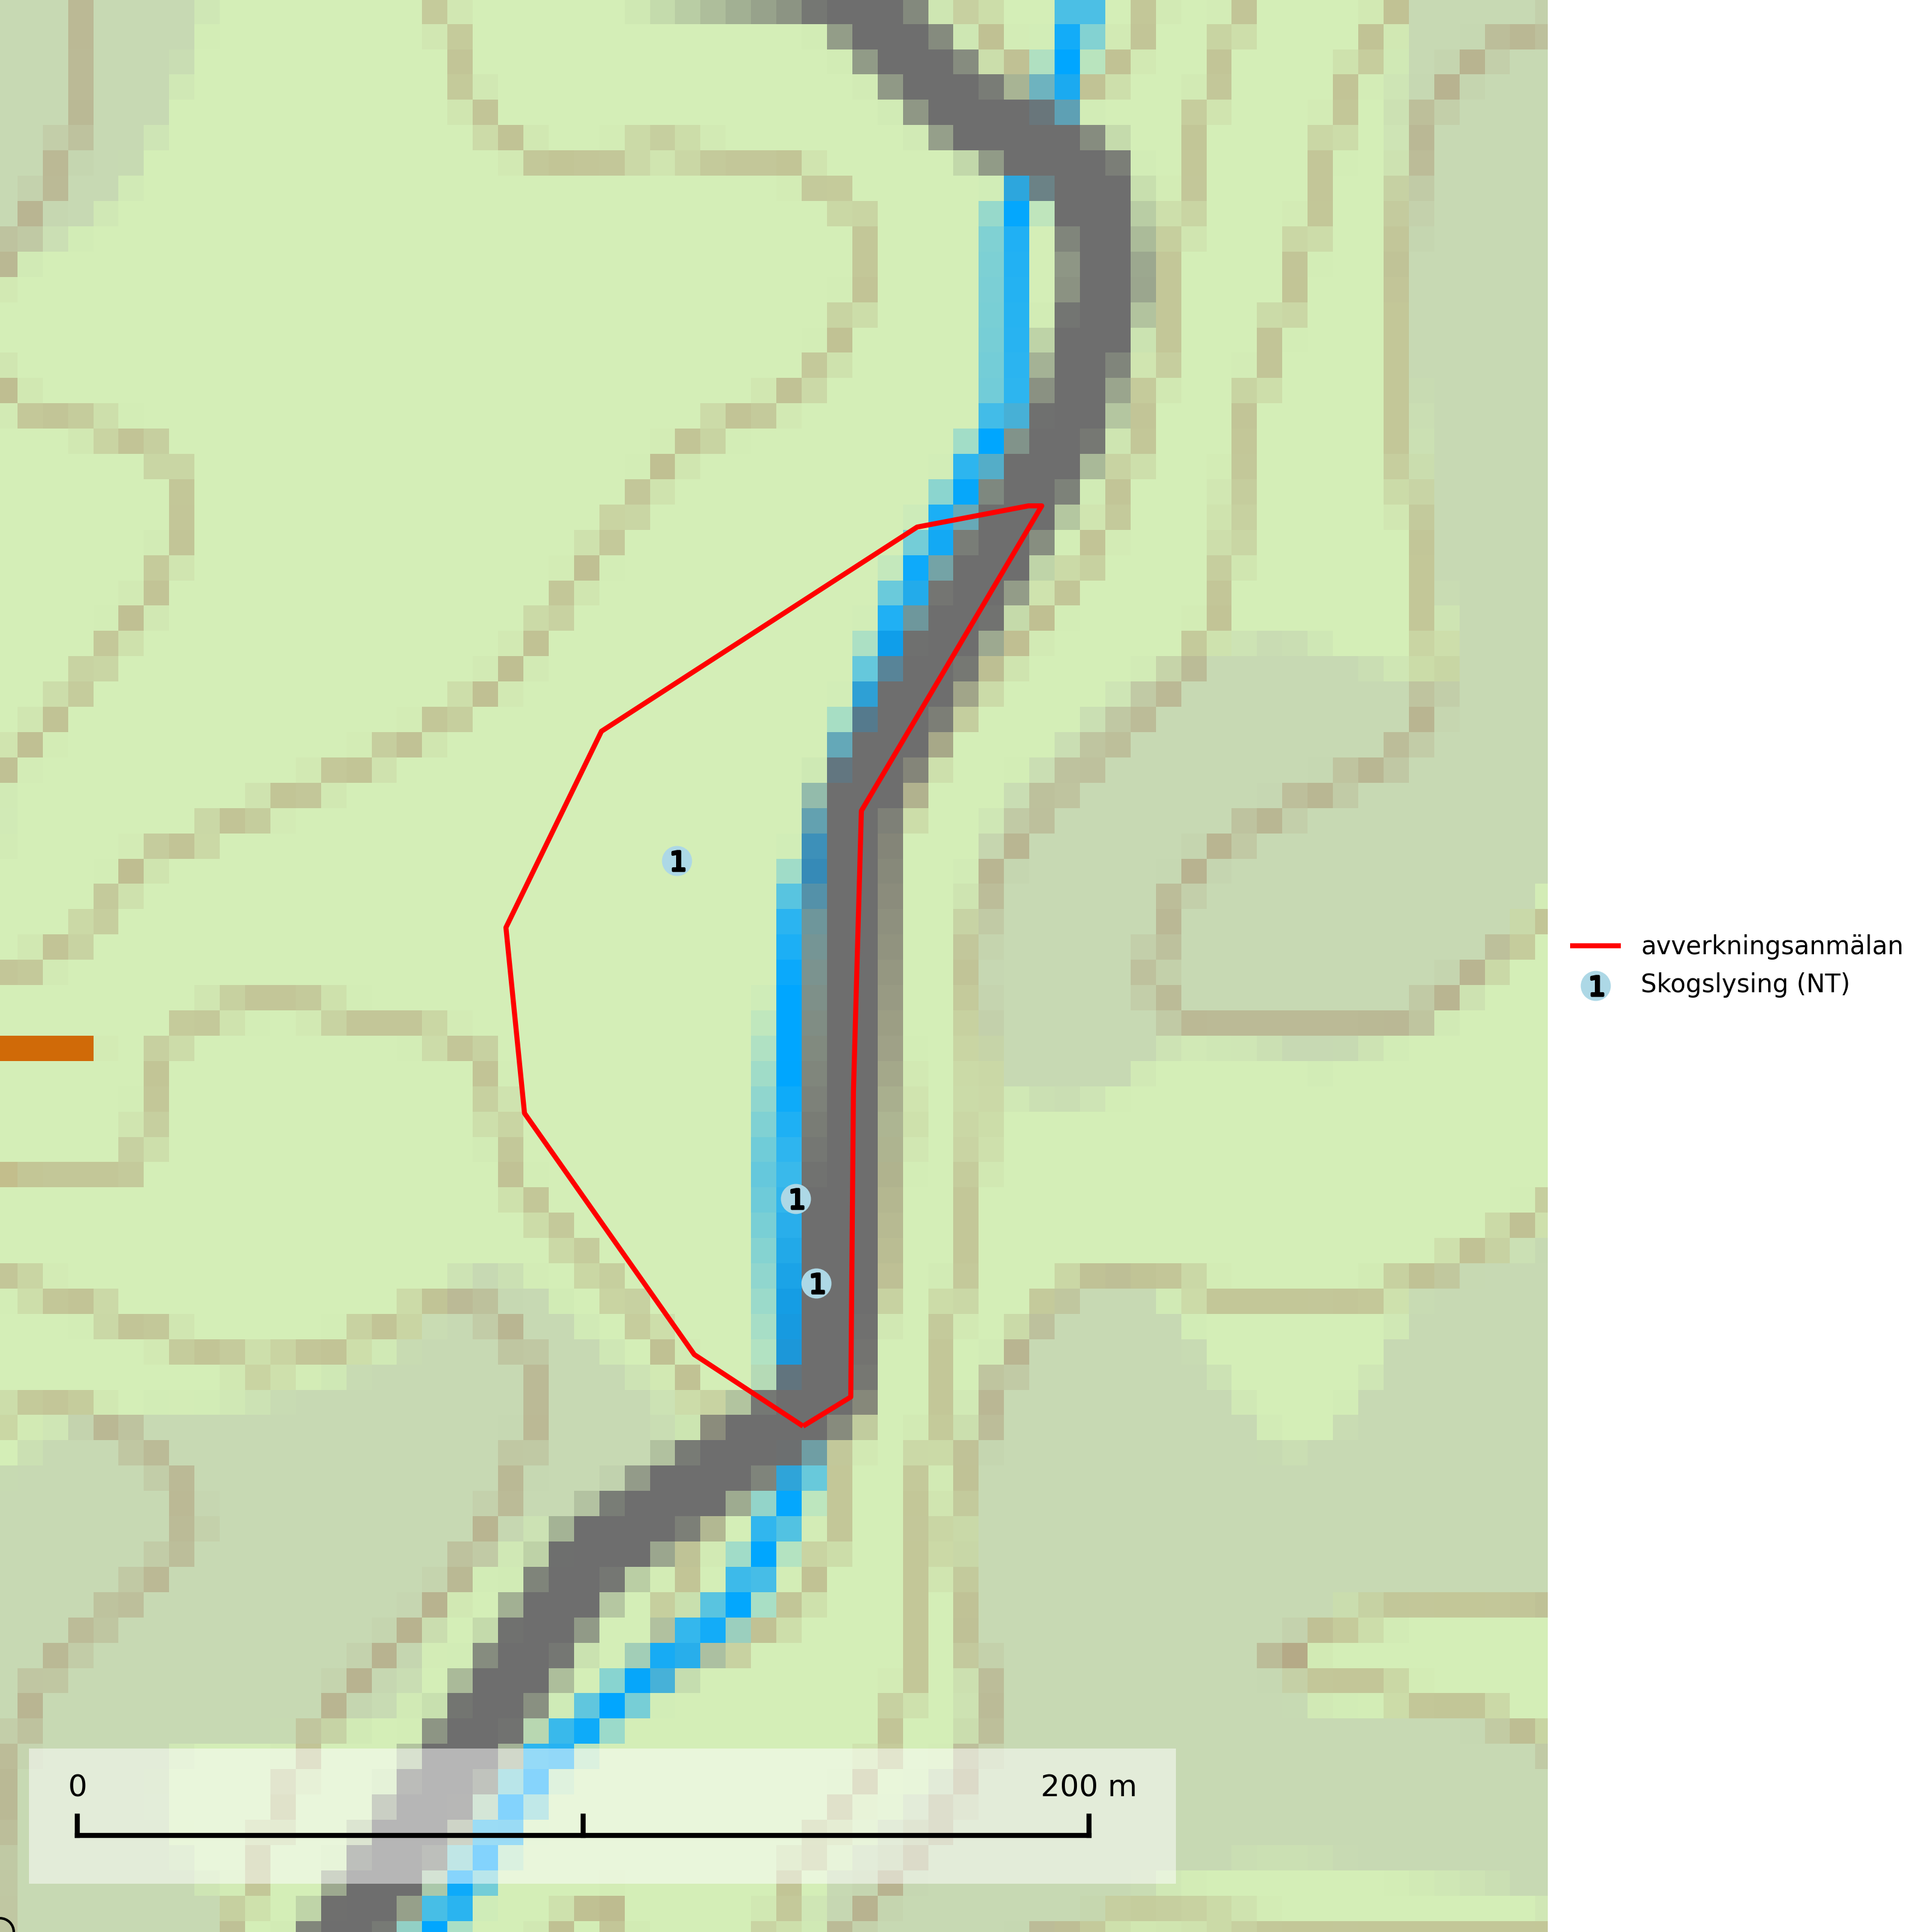 1
1
1
avverkningsanmälan
1 Skogslysing (NT)
0 200 m